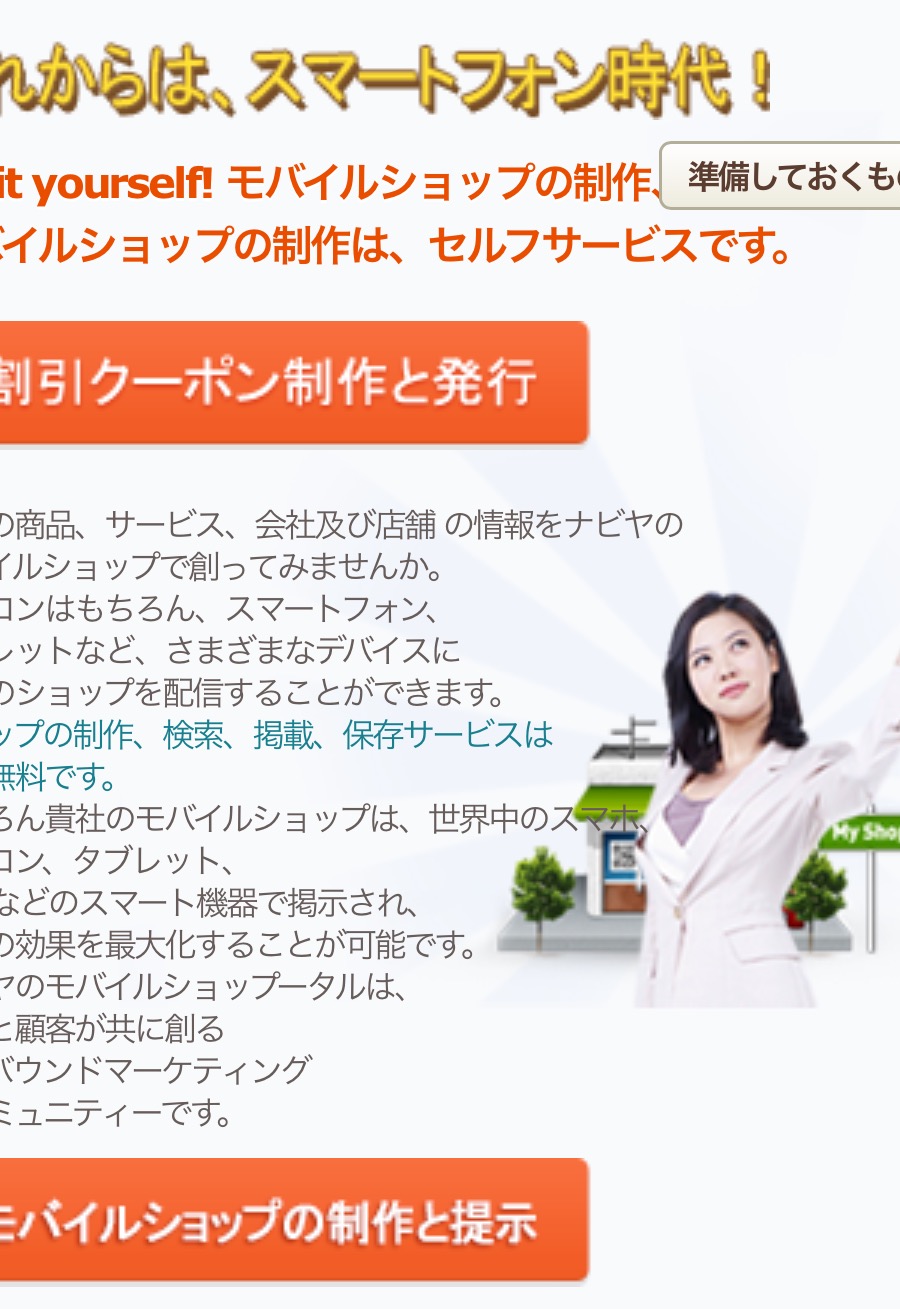 れからは、スマートフォン時代！
it yourself! モバイルショップの制作、
準備しておくも
バイルショップの制作は、セルフサービスです。
割引クーポン制作と発行
の商品、サービス、会社及び店舗 の情報をナビヤの
イルショップで創ってみませんか。
コンはもちろん、スマートフォン、
レットなど、さまざまなデバイスに
のショップを配信することができます。
ップの制作、検索、掲載、保存サービスは
無料です。
ろん貴社のモバイルショップは、世界中のスマホ、
コン、タブレット、
などのスマート機器で掲示され、
の効果を最大化することが可能です。
ヤのモバイルショップータルは、
と顧客が共に創る
バウンドマーケティング
ミュニティーです。
My Shop
モバイルショップの制作と提示